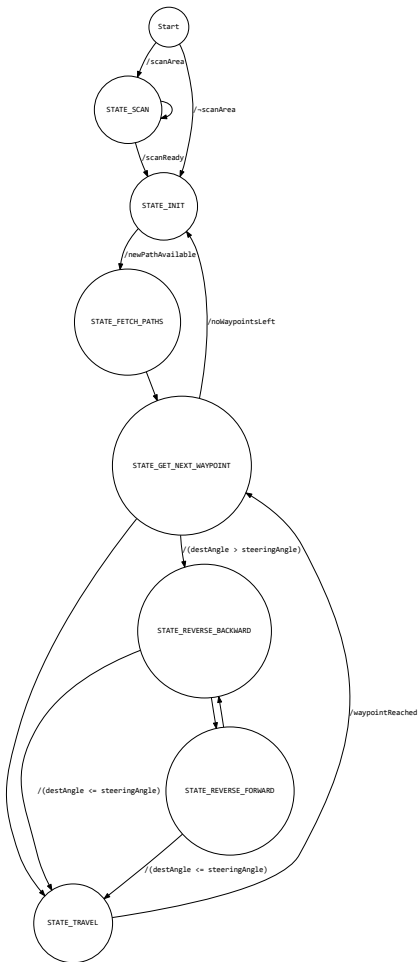 Start
/scanArea
STATE_SCAN
/¬scanArea
/scanReady
STATE_INIT
/newPathAvailable
STATE_FETCH_PATHS
/noWaypointsLeft
STATE_GET_NEXT_WAYPOINT
/(destAngle > steeringAngle)
STATE_REVERSE_BACKWARD
/waypointReached
/(destAngle <= steeringAngle)
STATE_REVERSE_FORWARD
/(destAngle <= steeringAngle)
STATE_TRAVEL